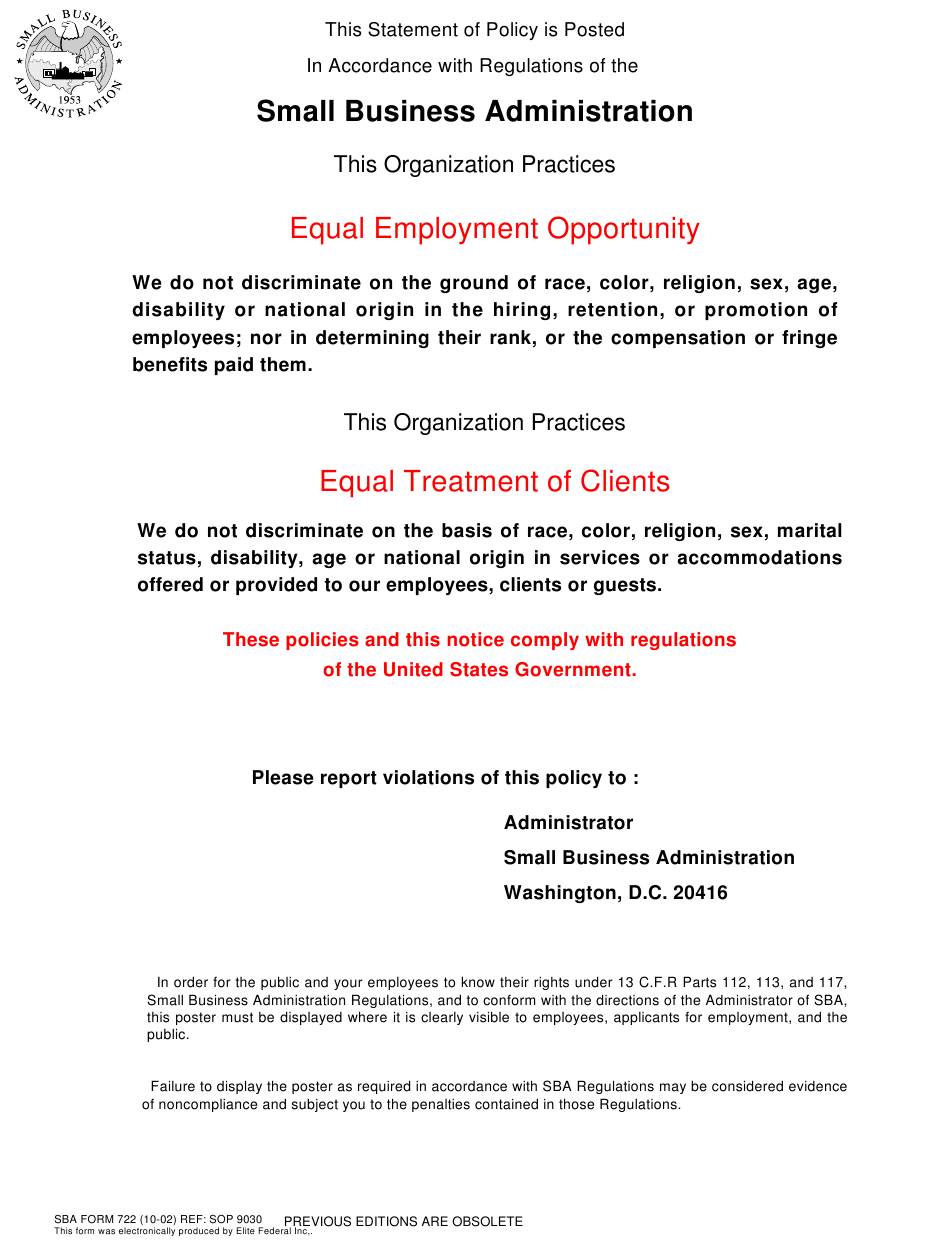 SMALL BUSINESS
ADMINISTRATION
1953
This Statement of Policy is Posted
In Accordance with Regulations of the
Small Business Administration
This Organization Practices
Equal Employment Opportunity
We do not discriminate on the ground of race, color, religion, sex, age,
disability or national origin in the hiring, retention, or promotion of
employees; nor in determining their rank, or the compensation or fringe
benefits paid them.
This Organization Practices
Equal Treatment of Clients
We do not discriminate on the basis of race, color, religion, sex, marital
status, disability, age or national origin in services or accommodations
offered or provided to our employees, clients or guests.
These policies and this notice comply with regulations
of the United States Government.
Please report violations of this policy to :
Administrator
Small Business Administration
Washington, D.C. 20416
In order for the public and your employees to know their rights under 13 C.F.R Parts 112, 113, and 117,
Small Business Administration Regulations, and to conform with the directions of the Administrator of SBA,
this poster must be displayed where it is clearly visible to employees, applicants for employment, and the
public.
Failure to display the poster as required in accordance with SBA Regulations may be considered evidence
of noncompliance and subject you to the penalties contained in those Regulations.
SBA FORM 722 (10-02) REF: SOP 9030 PREVIOUS EDITIONS ARE OBSOLETE
This form was electronically produced by Elite Federal Inc,.